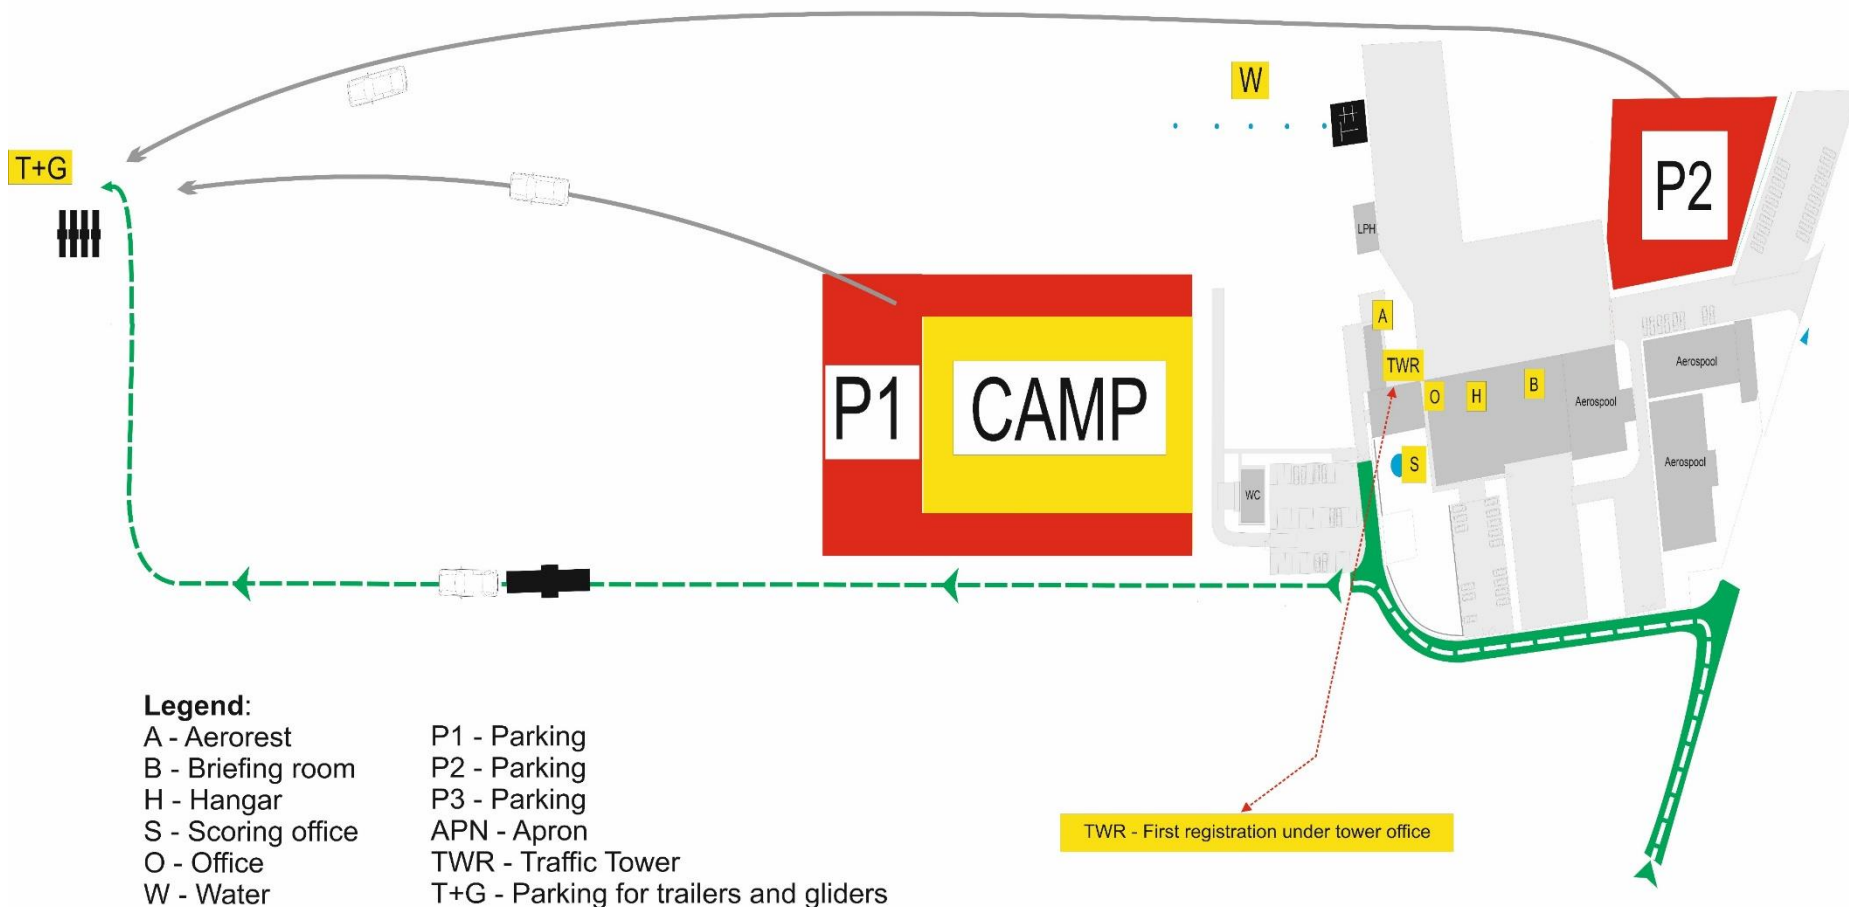 W
T+G
P2
LPH
A
TWR
Aerospool
P1
CAMP
O
H
B
Aerospool
S
Aerospool
WC
Legend:
A - Aerorest
B - Briefing room
H - Hangar
S - Scoring office
O - Office
W - Water
P1 - Parking
P2 - Parking
P3 - Parking
APN - Apron
TWR - Traffic Tower
T+G - Parking for trailers and gliders
TWR - First registration under tower office